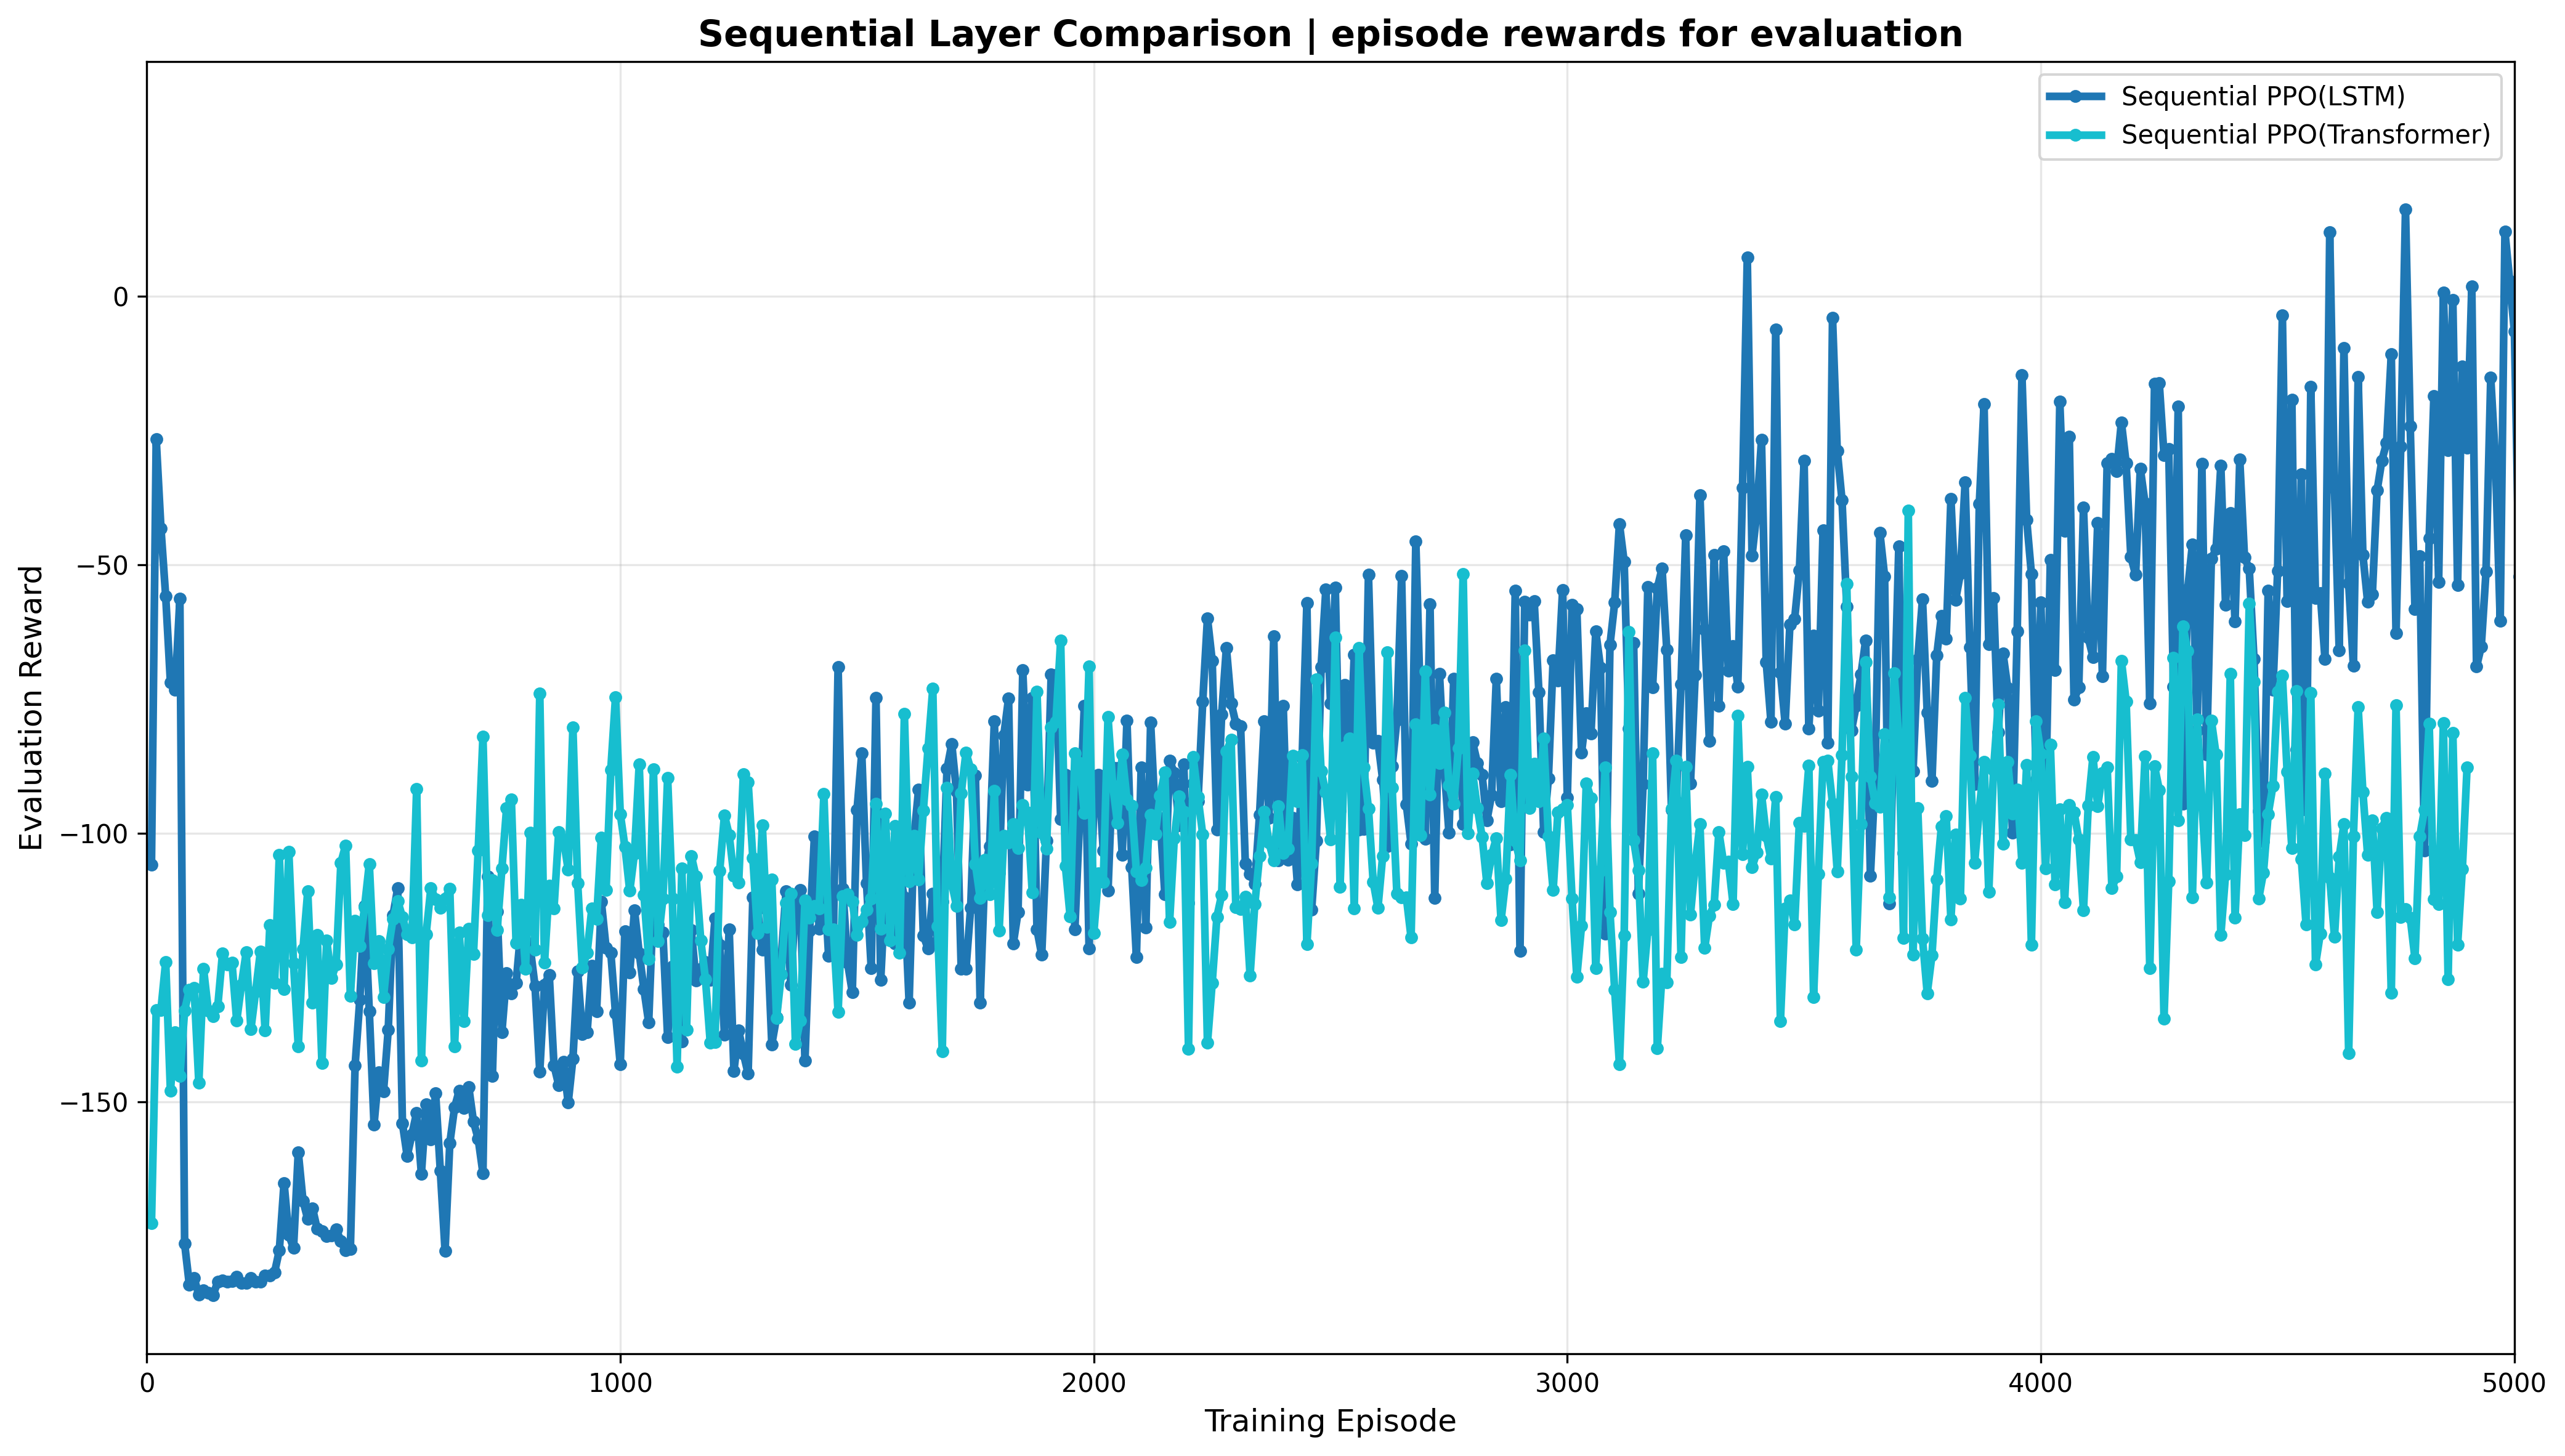 Sequential Layer Comparison | episode rewards for evaluation
Sequential PPO(LSTM)
Sequential PPO(Transformer)
Evaluation Reward
0
−50
−100
−150
0
1000
2000
3000
4000
5000
Training Episode